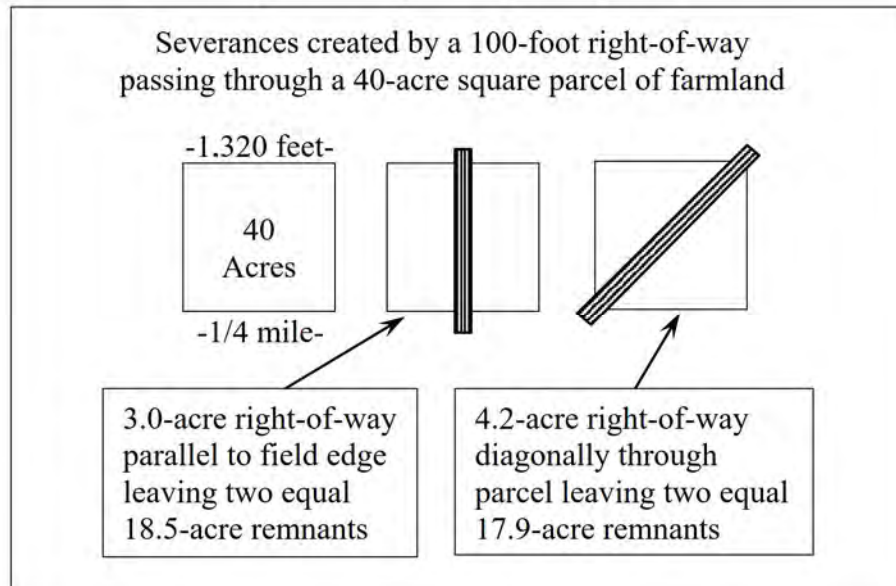 Severances created by a 100-foot right-of-way
passing through a 40-acre square parcel of farmland
-1.320 feet-
40
Acres
-1/4 mile-
3.0-acre right-of-way
parallel to field edge
leaving two equal
18.5-acre remnants
4.2-acre right-of-way
diagonally through
parcel leaving two equal
17.9-acre remnants